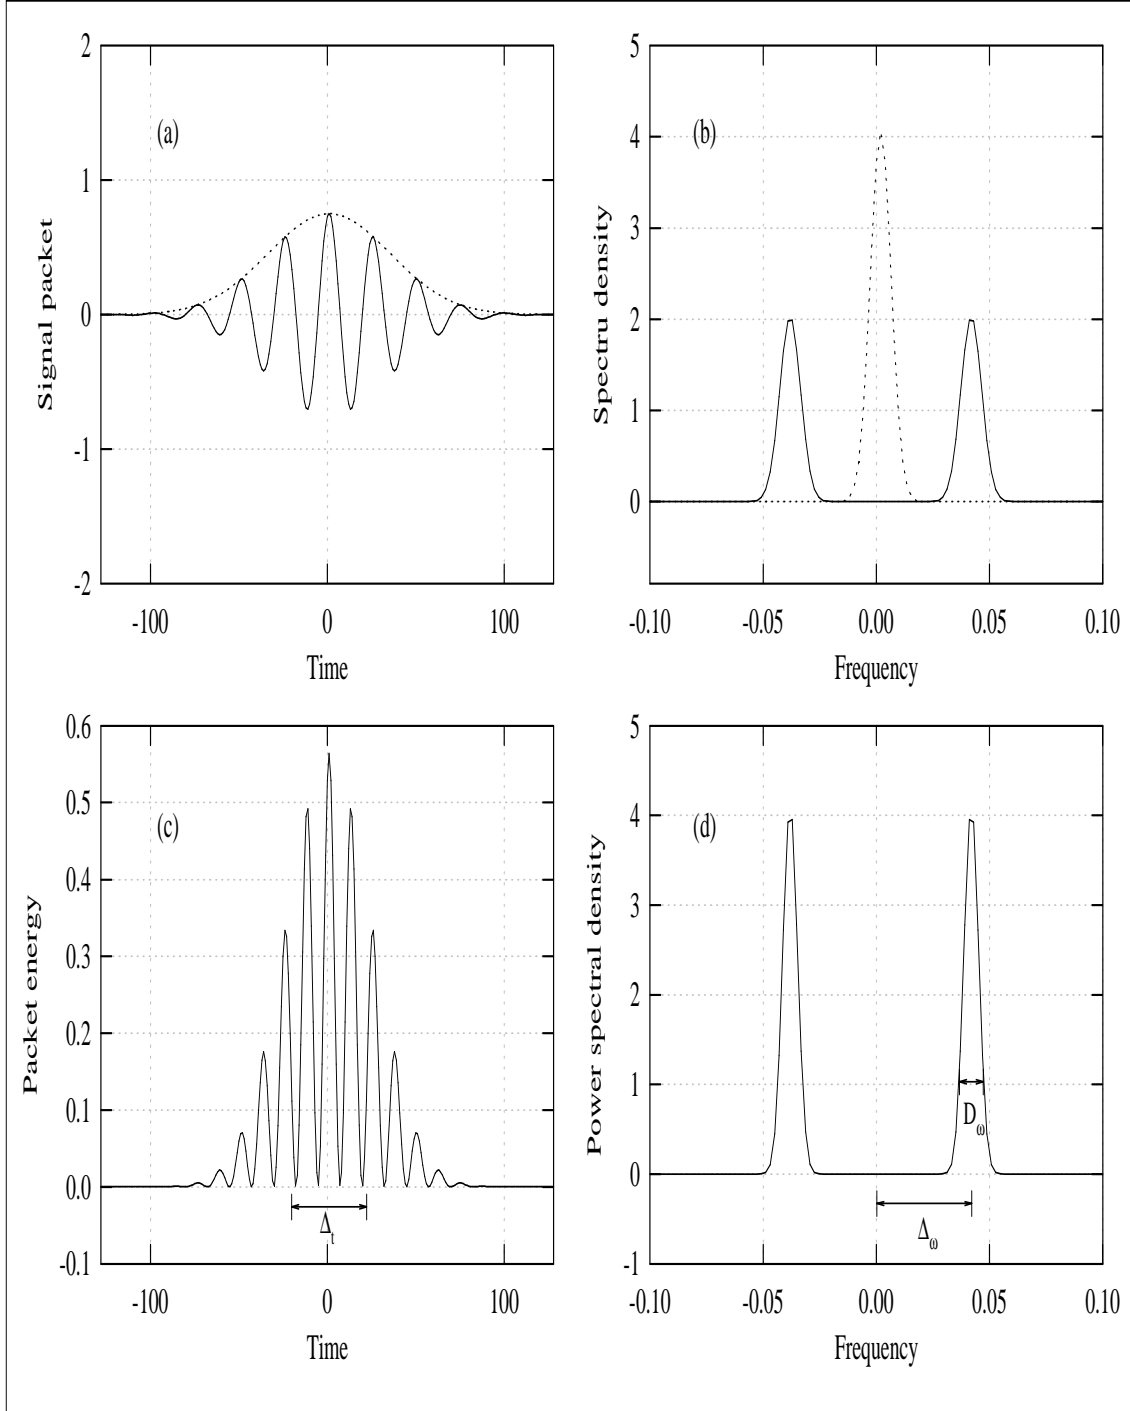 2
1
0
-1
-2
(a)
Signal packet
-100 0 100
Time
5
4
3
2
1
0
(b)
Spectru density
-0.10 -0.05 0.00 0.05 0.10
Frequency
0.6
0.5
0.4
0.3
0.2
0.1
0.0
-0.1
(c)
Packet energy
Δt
-100 0 100
Time
5
4
3
2
1
0
-1
(d)
Power spectral density
Dω
Δω
-0.10 -0.05 0.00 0.05 0.10
Frequency